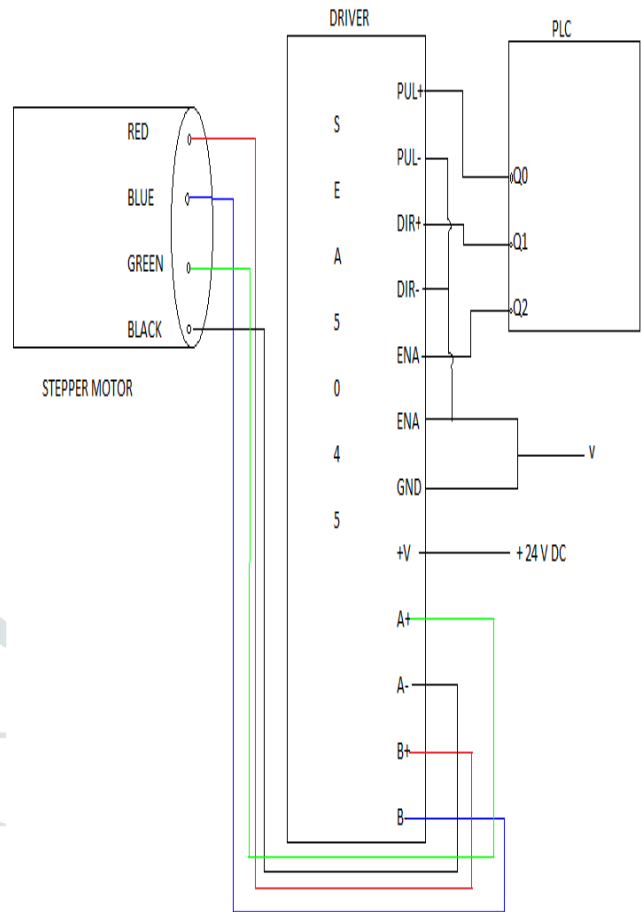 DRIVER
PLC
STEPPER MOTOR
RED
BLUE
GREEN
BLACK
S
E
A
5
0
4
5
PUL+
PUL-
DIR+
DIR-
ENA
ENA
GND
+V
A+
A-
B+
B-
Q0
Q1
Q2
V
+ 24 V DC